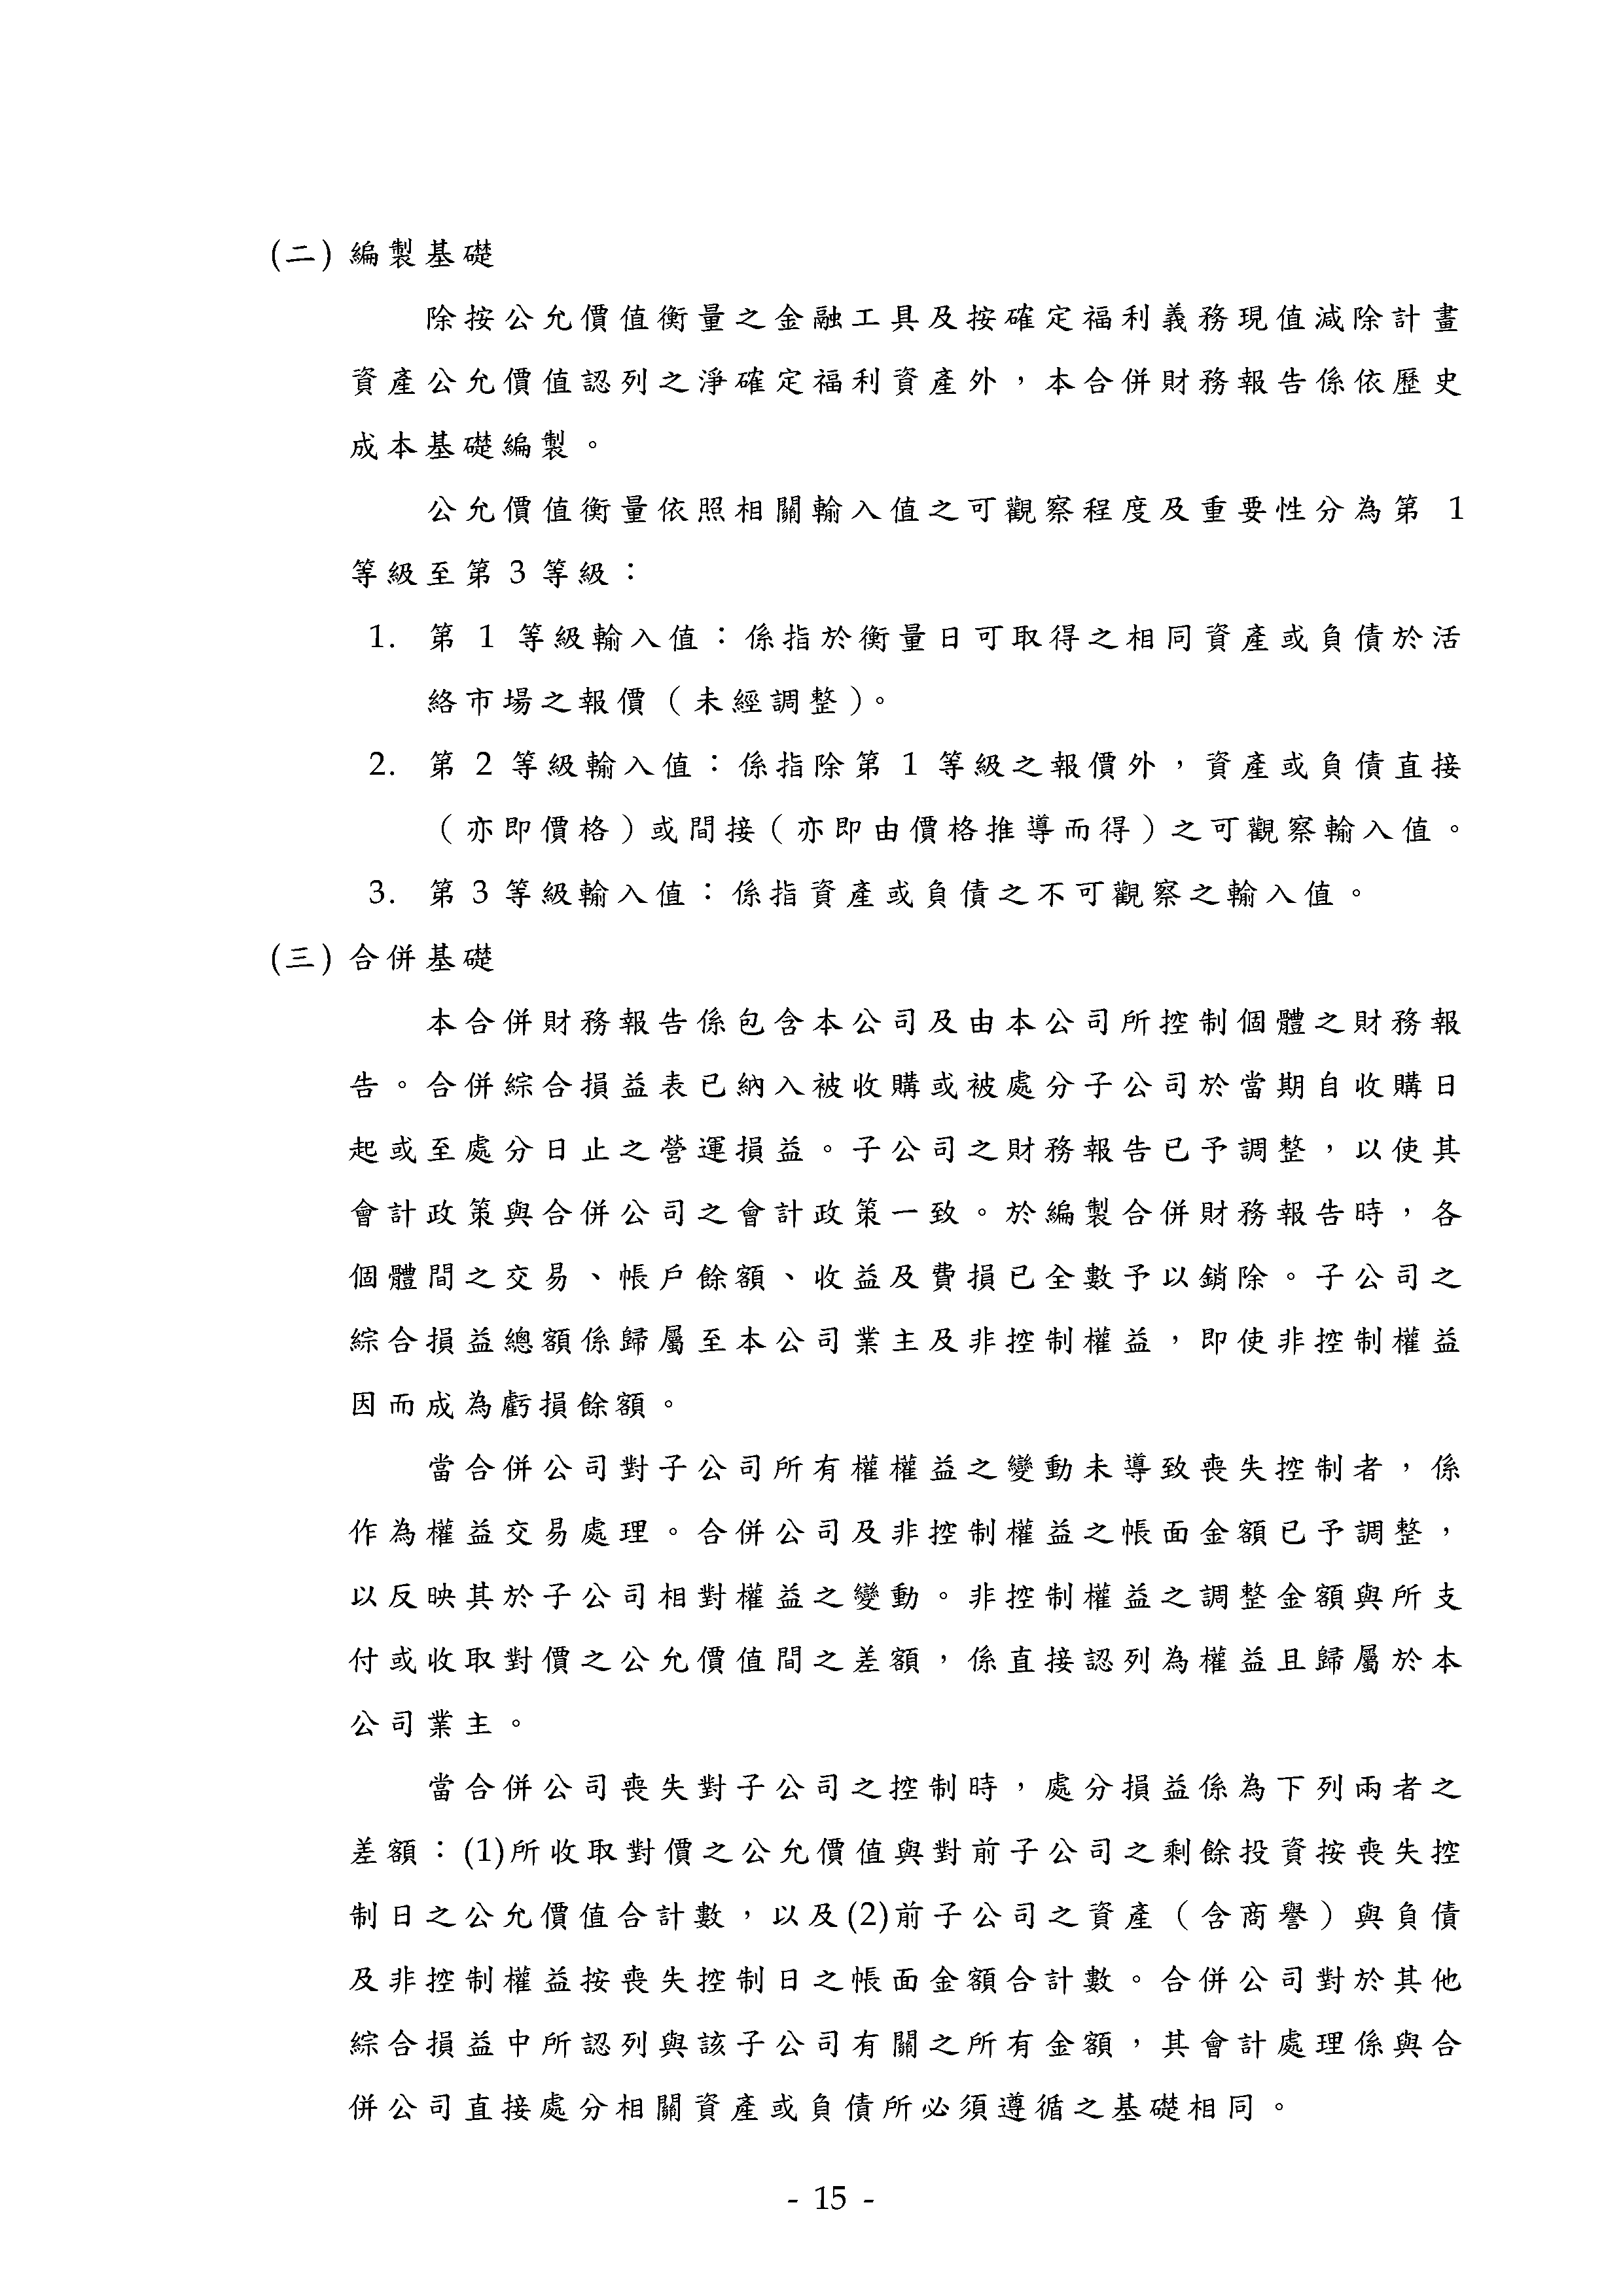 (二) 編製基礎
除按公允價值衡量之金融工具及按確定福利義務現值減除計畫
資產公允價值認列之淨確定福利資產外，本合併財務報告係依歷史
成本基礎編製。
公允價值衡量依照相關輸入值之可觀察程度及重要性分為第 1
等級至第 3 等級：
1. 第 1 等級輸入值：係指於衡量日可取得之相同資產或負債於活
絡市場之報價（未經調整）。
2. 第 2 等級輸入值：係指除第 1 等級之報價外，資產或負債直接
（亦即價格）或間接（亦即由價格推導而得）之可觀察輸入值。
3. 第 3 等級輸入值：係指資產或負債之不可觀察之輸入值。
(三) 合併基礎
本合併財務報告係包含本公司及由本公司所控制個體之財務報
告。合併綜合損益表已納入被收購或被處分子公司於當期自收購日
起或至處分日止之營運損益。子公司之財務報告已予調整，以使其
會計政策與合併公司之會計政策一致。於編製合併財務報告時，各
個體間之交易、帳戶餘額、收益及費損已全數予以銷除。子公司之
綜合損益總額係歸屬至本公司業主及非控制權益，即使非控制權益
因而成為虧損餘額。
當合併公司對子公司所有權權益之變動未導致喪失控制者，係
作為權益交易處理。合併公司及非控制權益之帳面金額已予調整，
以反映其於子公司相對權益之變動。非控制權益之調整金額與所支
付或收取對價之公允價值間之差額，係直接認列為權益且歸屬於本
公司業主。
當合併公司喪失對子公司之控制時，處分損益係為下列兩者之
差額：(1)所收取對價之公允價值與對前子公司之剩餘投資按喪失控
制日之公允價值合計數，以及(2)前子公司之資產（含商譽）與負債
及非控制權益按喪失控制日之帳面金額合計數。合併公司對於其他
綜合損益中所認列與該子公司有關之所有金額，其會計處理係與合
併公司直接處分相關資產或負債所必須遵循之基礎相同。
- 15 -